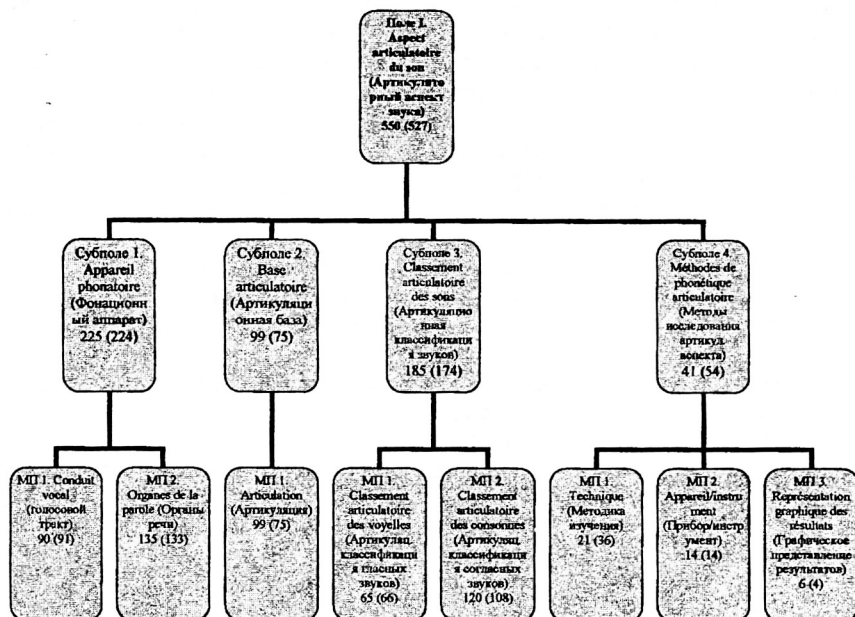 Поле 1.
Aspect
articulatoire
du son
(Артикулято
рный аспект
звука)
550 (527)
Субполе 1.
Appareil
phonatoire
(Фонационн
ый аппарат)
225 (224)
Субполе 2.
Base
articulatoire
(Артикуляци
онная база)
99 (75)
Субполе 3.
Classement
articulatoire
des sons
(Артикуляцио
нная
классификаци
я звуков)
185 (174)
Субполе 4.
Méthodes de
phonétique
articulatoire
(Методы
исследования
артикул.
аспекта)
41 (54)
МП 1. Conduit
vocal
(голосовой
тракт)
90 (91)
МП 2.
Organes de la
parole (Органы
речи)
135 (133)
МП 1.
Articulation
(Артикуляция)
99 (75)
МП 1.
Classement
articulatoire
des voyelles
(Артикуляц.
классификаци
я гласных
звуков)
65 (66)
МП 2.
Classement
articulatoire
des consonnes
(Артикуляц.
классификаци
я согласных
звуков)
120 (108)
МП 1.
Technique
(Методика
изучения)
21 (36)
МП 2.
Appareil/instru
ment
(Прибор/инстр
умент)
14 (14)
МП 3.
Représentation
graphique des
résultats
(Графическое
представление
результатов)
6 (4)